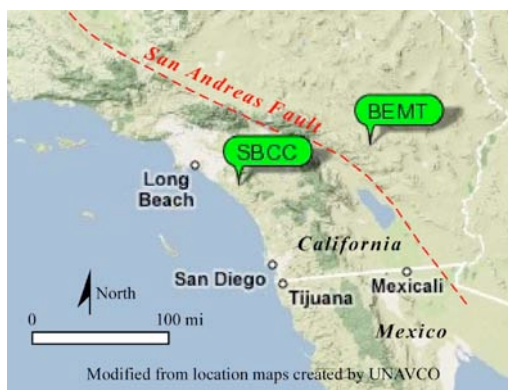 San Andreas Fault
BEMT
SBCC
Long
Beach
California
San Diego
Tijuana
Mexicali
North
0 100 mi
Mexico
Modified from location maps created by UNAVCO